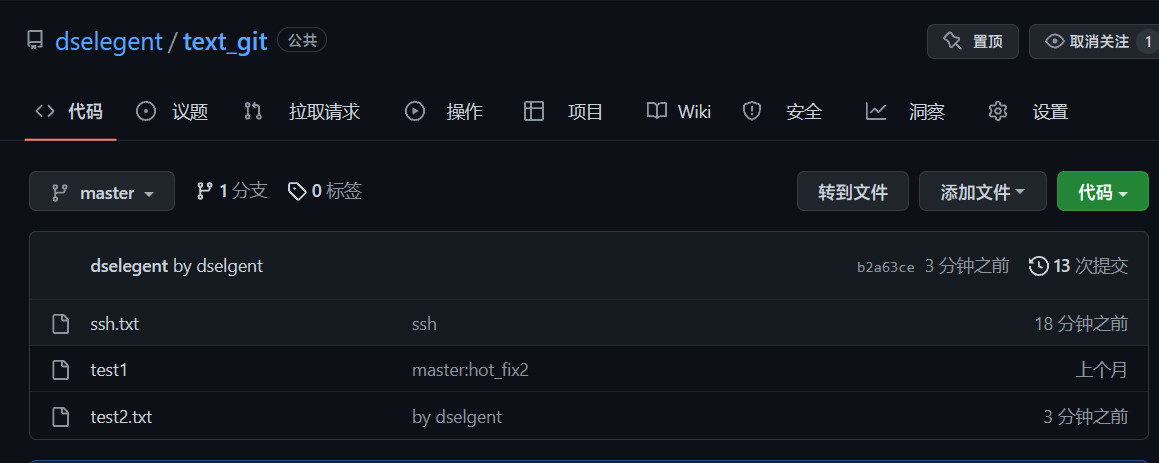 dselegent / text_git 公共 置顶 取消关注 1
代码 议题 拉取请求 操作 项目 Wiki 安全 洞察 设置
master 1 分支 0 标签 转到文件 添加文件 代码
dselegent by dselgent b2a63ce 3 分钟之前 13 次提交
ssh.txt ssh 18 分钟之前
test1 master:hot_fix2 上个月
test2.txt by dselgent 3 分钟之前